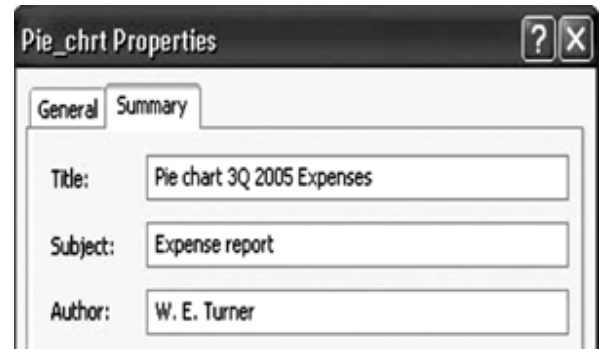 Pie_chrt Properties ? X
General Summary
Title: Pie chart 3Q 2005 Expenses
Subject: Expense report
Author: W. E. Turner